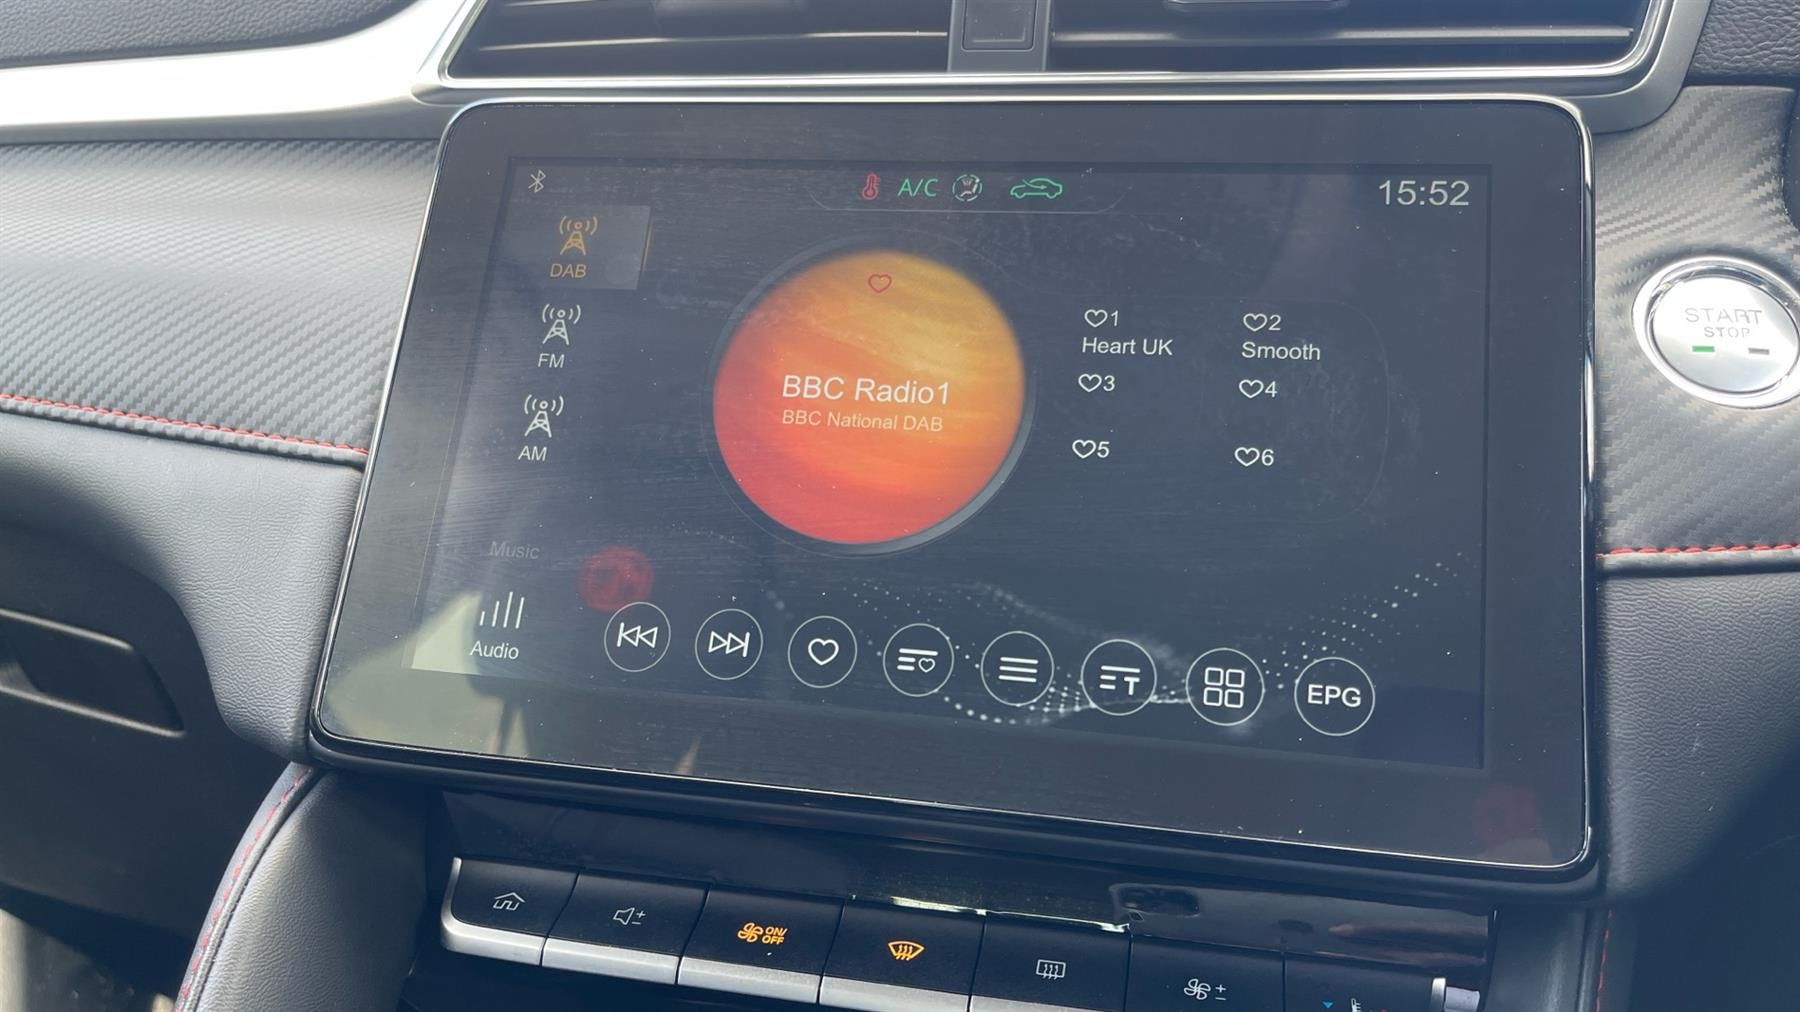 A/C
15:52
DAB
FM
AM
BBC Radio1
BBC National DAB
1
Heart UK
2
Smooth
3
4
5
6
Music
Audio
T
EPG
START
STOP
ON/
OFF